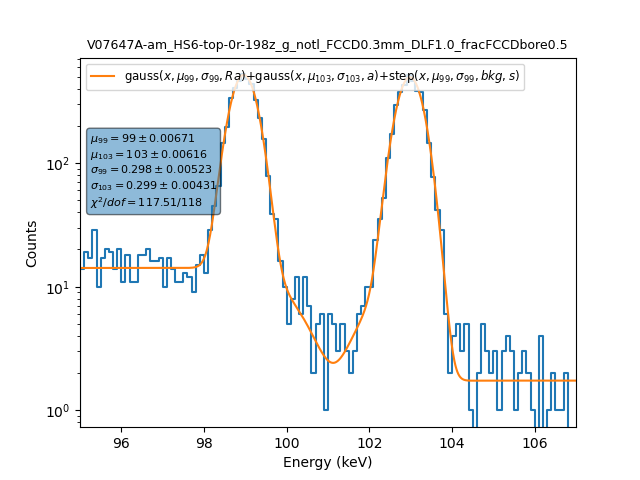 V07647A-am_HS6-top-0r-198z_g_notl_FCCD0.3mm_DLF1.0_fracFCCDbore0.5
gauss(x, μ₉₉, σ₉₉, Ra)+gauss(x, μ₁₀₃, σ₁₀₃, a)+step(x, μ₉₉, σ₉₉, bkg, s)
μ₉₉ = 99 ± 0.00671
μ₁₀₃ = 103 ± 0.00616
σ₉₉ = 0.298 ± 0.00523
σ₁₀₃ = 0.299 ± 0.00431
χ²/dof = 117.51/118
Counts
10²
10¹
10⁰
96 98 100 102 104 106
Energy (keV)